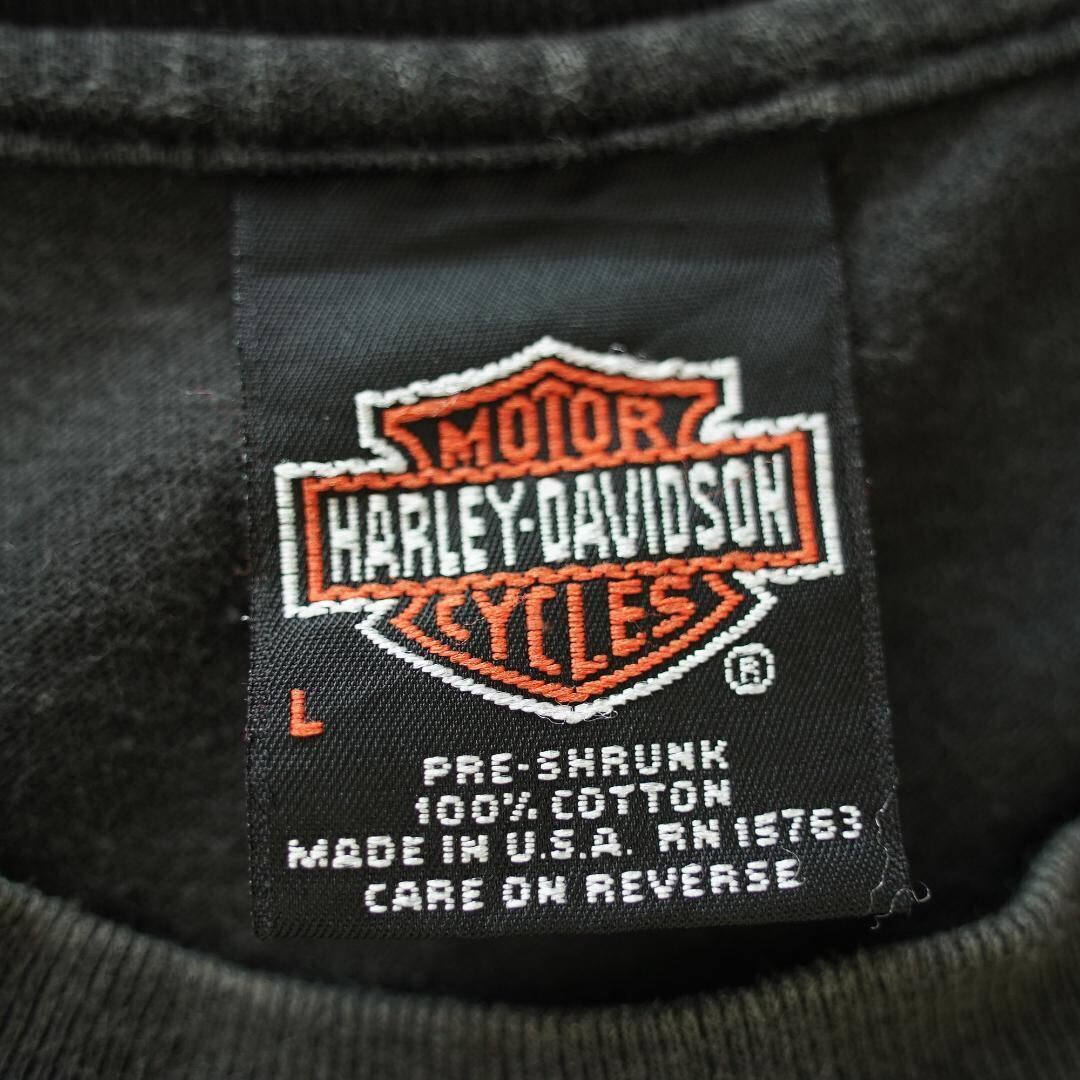 MOTOR
HARLEY-DAVIDSON
CYCLES
®
L
PRE-SHRUNK
100% COTTON
MADE IN U.S.A. RN 15763
CARE ON REVERSE